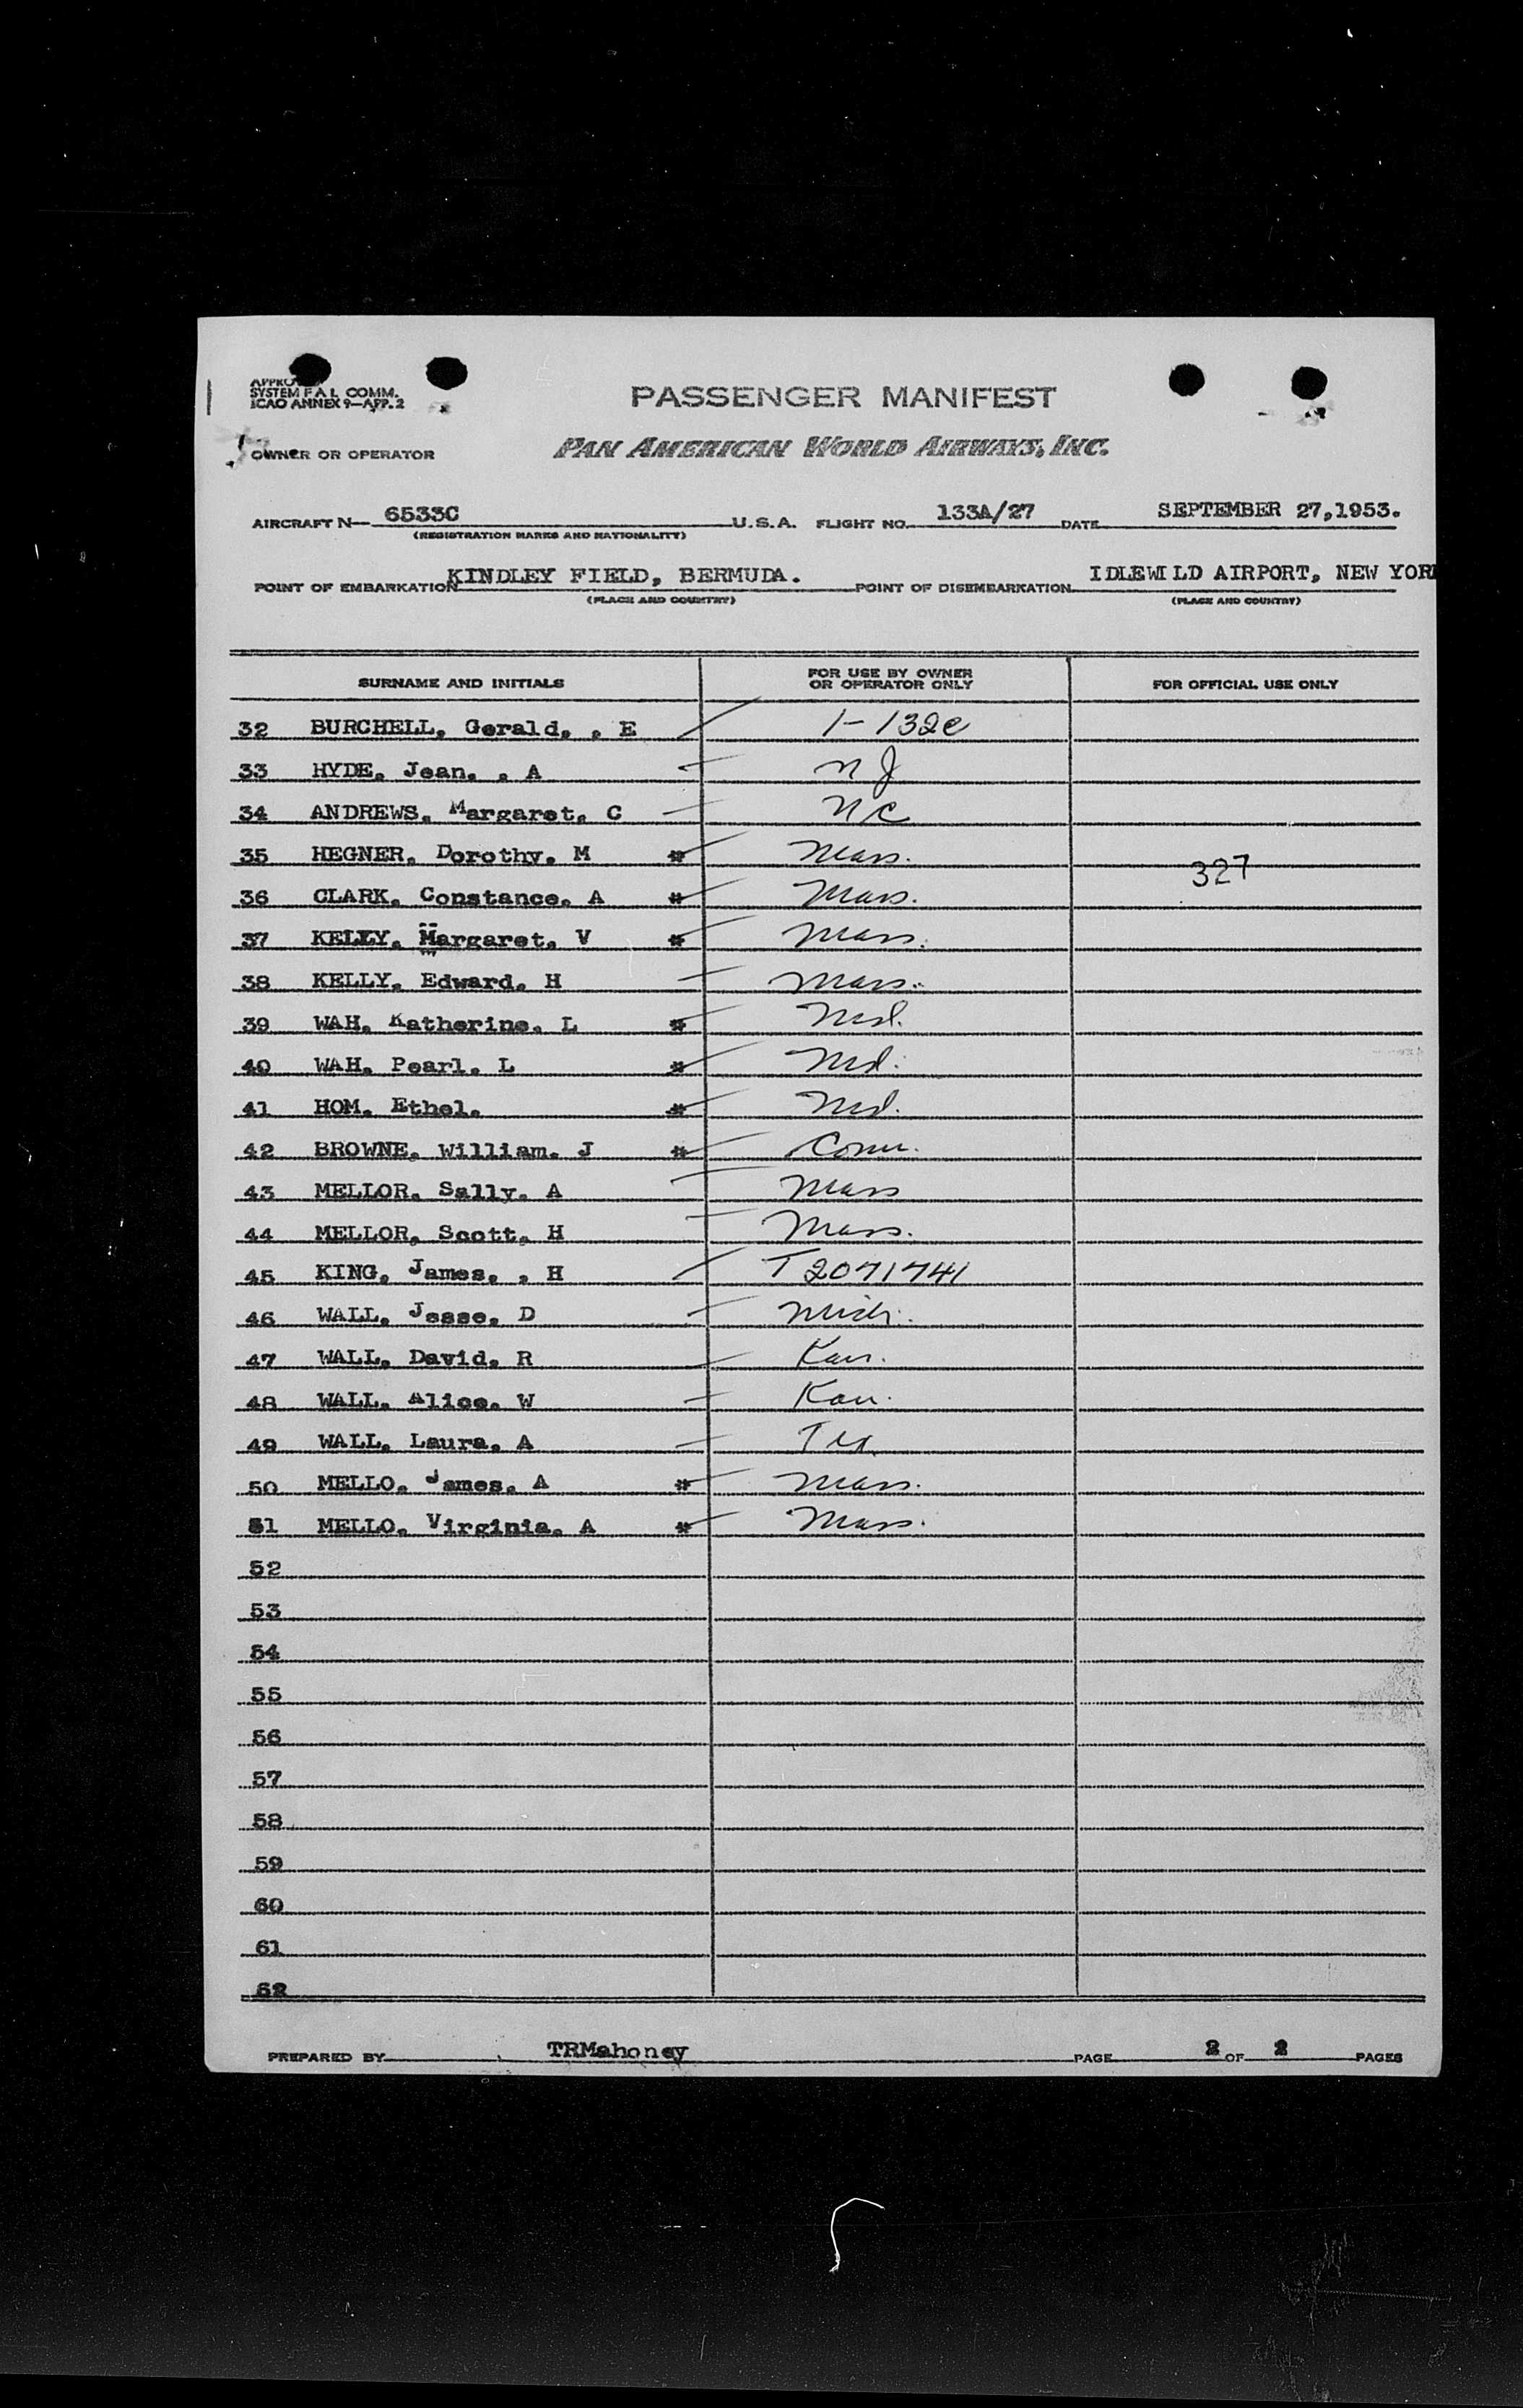 APPROVED
SYSTEM F A L COMM.
ICAO ANNEX 9—APP. 2
PASSENGER MANIFEST
OWNER OR OPERATOR PAN AMERICAN WORLD AIRWAYS, INC.
AIRCRAFT N— 6533C U.S.A. FLIGHT NO. 133A/27 DATE SEPTEMBER 27,1953.
(REGISTRATION MARKS AND NATIONALITY)
POINT OF EMBARKATION KINDLEY FIELD, BERMUDA. POINT OF DISEMBARKATION IDLEWILD AIRPORT, NEW YORK
(PLACE AND COUNTRY) (PLACE AND COUNTRY)
SURNAME AND INITIALS FOR USE BY OWNER OR OPERATOR ONLY FOR OFFICIAL USE ONLY
32 BURCHELL, Gerald, , E 1-132c
33 HYDE, Jean, , A NJ
34 ANDREWS, Margaret, C NC
35 HEGNER, Dorothy, M # Mass.
327
36 CLARK, Constance, A # Mass.
37 KELLY, Margaret, V # Mass.
38 KELLY, Edward, H Mass.
39 WAH, Katherine, L # Md.
40 WAH, Pearl, L # Md.
41 HOM, Ethel, # Md.
42 BROWNE, William, J # Conn.
43 MELLOR, Sally, A Mass
44 MELLOR, Scott, H Mass.
45 KING, James, , H T2071741
46 WALL, Jesse, D Mich.
47 WALL, David, R Kan.
48 WALL, Alice, W Kan.
49 WALL, Laura, A Tex.
50 MELLO, James, A # Mass.
51 MELLO, Virginia, A # Mass.
52
53
54
55
56
57
58
59
60
61
62
PREPARED BY TRMahoney PAGE 2 OF 2 PAGES